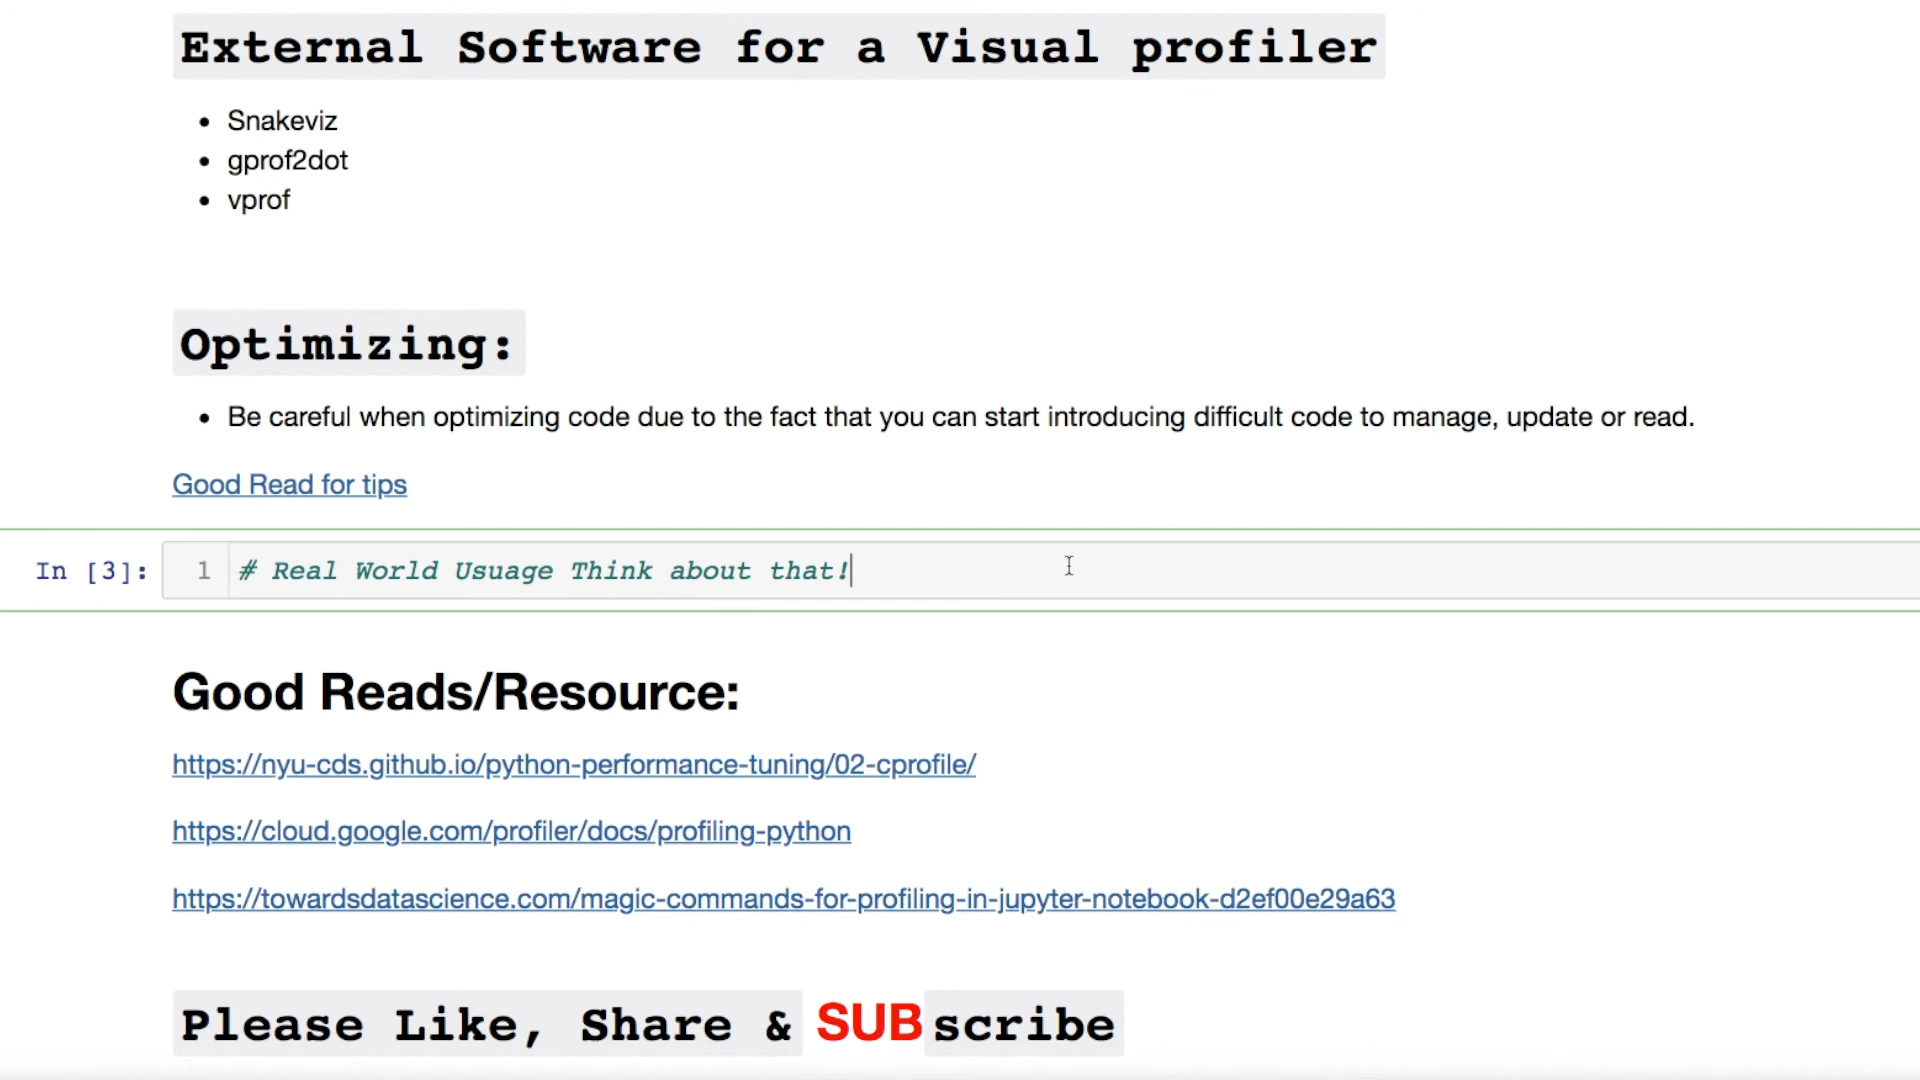 External Software for a Visual profiler
• Snakeviz
• gprof2dot
• vprof
Optimizing:
• Be careful when optimizing code due to the fact that you can start introducing difficult code to manage, update or read.
Good Read for tips
In [3]: 1 # Real World Usuage Think about that!
Good Reads/Resource:
https://nyu-cds.github.io/python-performance-tuning/02-cprofile/
https://cloud.google.com/profiler/docs/profiling-python
https://towardsdatascience.com/magic-commands-for-profiling-in-jupyter-notebook-d2ef00e29a63
Please Like, Share & SUBscribe